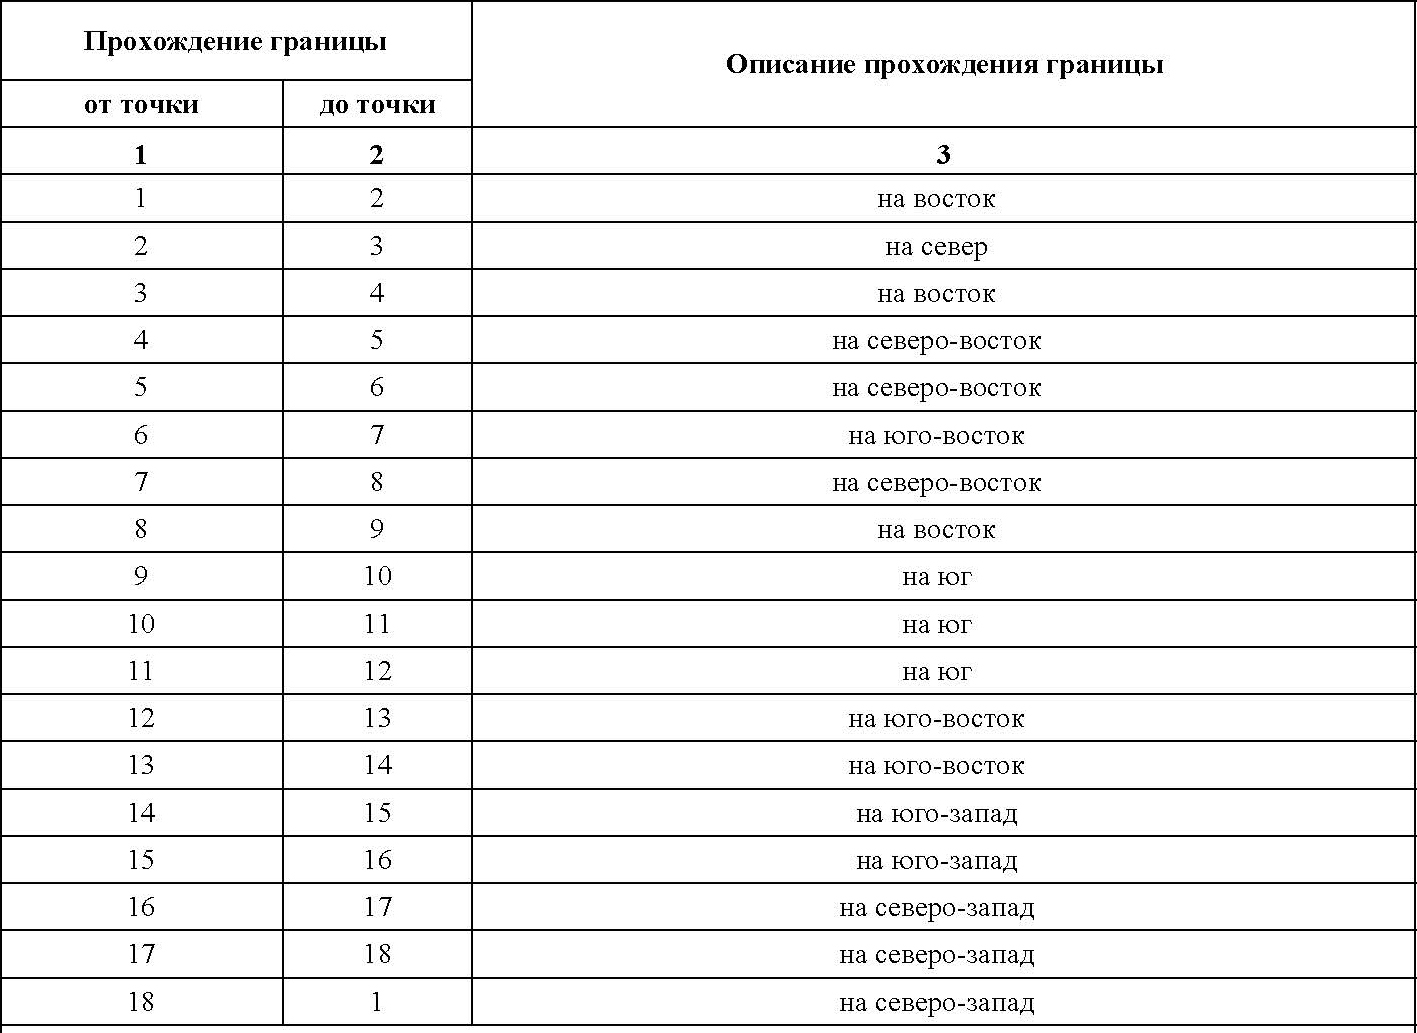 Прохождение границы
Описание прохождения границы
от точки до точки
1 2 3
1 2 на восток
2 3 на север
3 4 на восток
4 5 на северо-восток
5 6 на северо-восток
6 7 на юго-восток
7 8 на северо-восток
8 9 на восток
9 10 на юг
10 11 на юг
11 12 на юг
12 13 на юго-восток
13 14 на юго-восток
14 15 на юго-запад
15 16 на юго-запад
16 17 на северо-запад
17 18 на северо-запад
18 1 на северо-запад